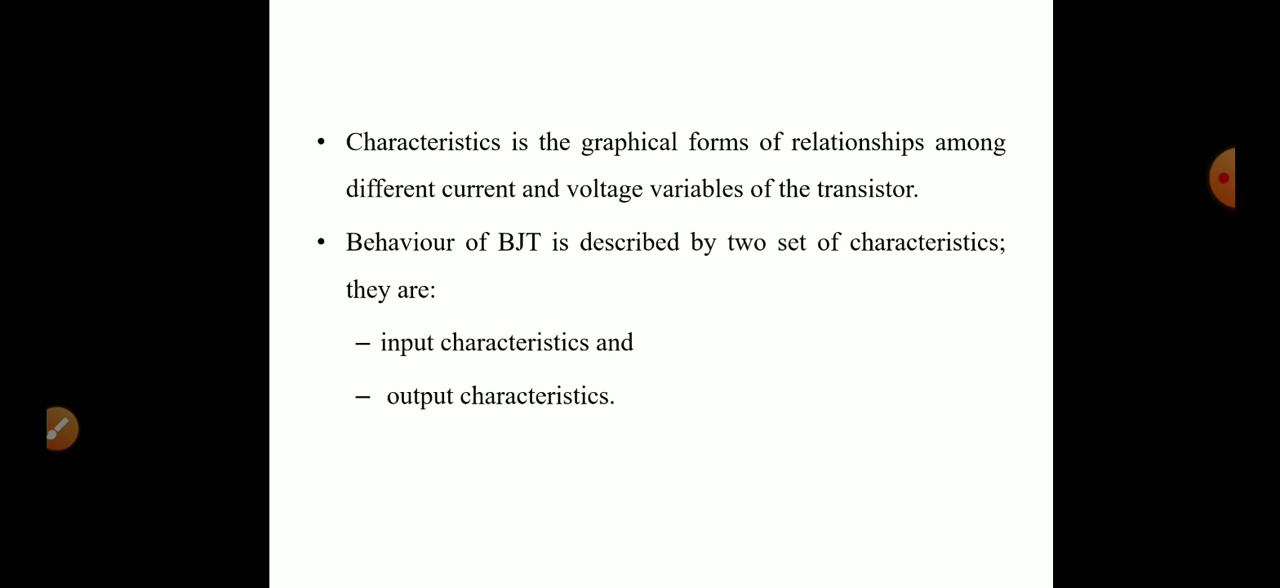 • Characteristics is the graphical forms of relationships among
different current and voltage variables of the transistor.
• Behaviour of BJT is described by two set of characteristics;
they are:
– input characteristics and
– output characteristics.